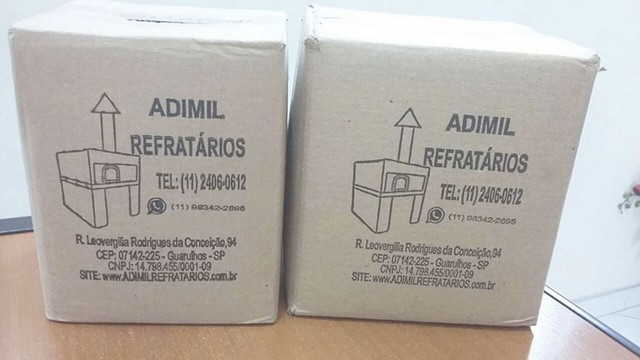 ADIMIL
REFRATÁRIOS
TEL: (11) 2406-0612
(11) 98342-2695
R. Leovergilia Rodrigues da Conceição, 94
CEP: 07142-225 - Guarulhos - SP
CNPJ: 14.798.455/0001-09
SITE: www.ADIMILREFRATARIOS.com.br
ADIMIL
REFRATÁRIOS
TEL: (11) 2406-0612
(11) 98342-2695
R. Leovergilia Rodrigues da Conceição, 94
CEP: 07142-225 - Guarulhos - SP
CNPJ: 14.798.455/0001-09
SITE: www.ADIMILREFRATARIOS.com.br